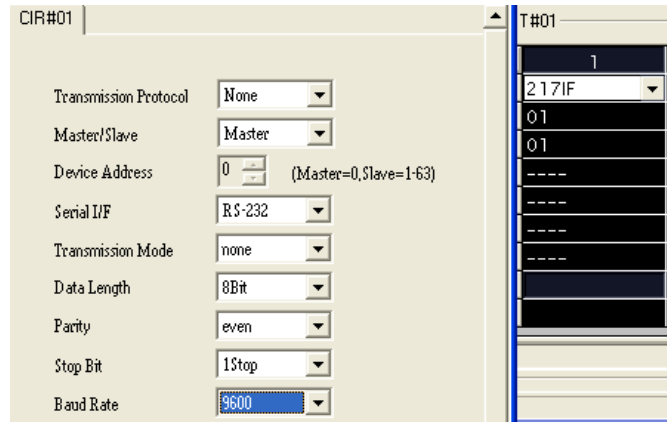 CIR#01
Transmission Protocol None
Master/Slave Master
Device Address 0 (Master=0,Slave=1-63)
Serial I/F RS-232
Transmission Mode none
Data Length 8Bit
Parity even
Stop Bit 1Stop
Baud Rate 9600
T#01
1
217IF
01
01
----
----
----
----